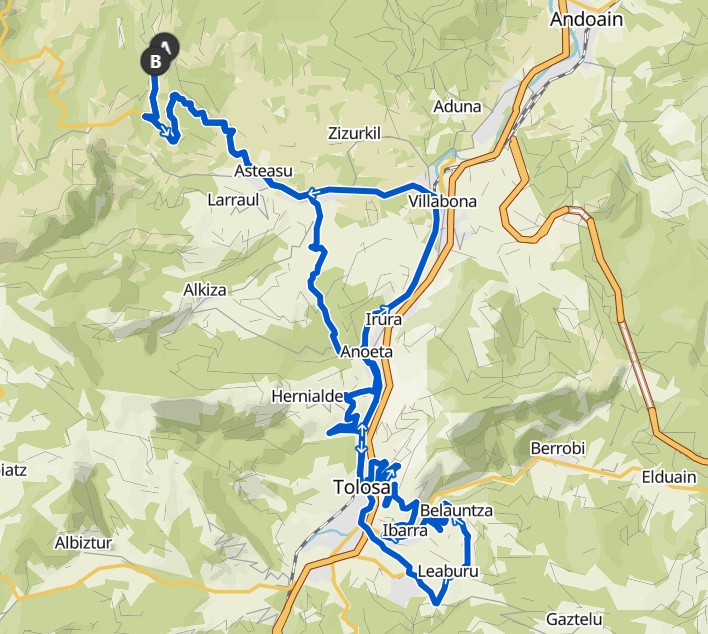 Andoain
A
B
Aduna
Zizurkil
Asteasu
Larraul
Villabona
Alkiza
Irura
Anoeta
Hernialde
Berrobi
iatz
Elduain
Tolosa
Belauntza
Ibarra
Albiztur
Leaburu
Gaztelu